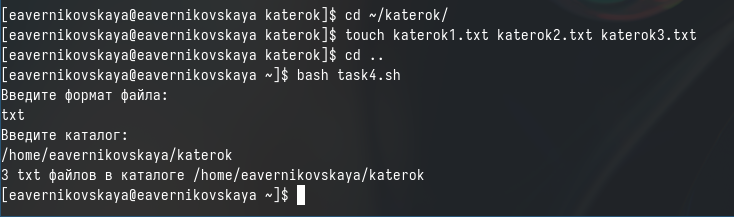 [eavernikovskaya@eavernikovskaya katerok]$ cd ~/katerok/
[eavernikovskaya@eavernikovskaya katerok]$ touch katerok1.txt katerok2.txt katerok3.txt
[eavernikovskaya@eavernikovskaya katerok]$ cd ..
[eavernikovskaya@eavernikovskaya ~]$ bash task4.sh
Введите формат файла:
txt
Введите каталог:
/home/eavernikovskaya/katerok
3 txt файлов в каталоге /home/eavernikovskaya/katerok
[eavernikovskaya@eavernikovskaya ~]$